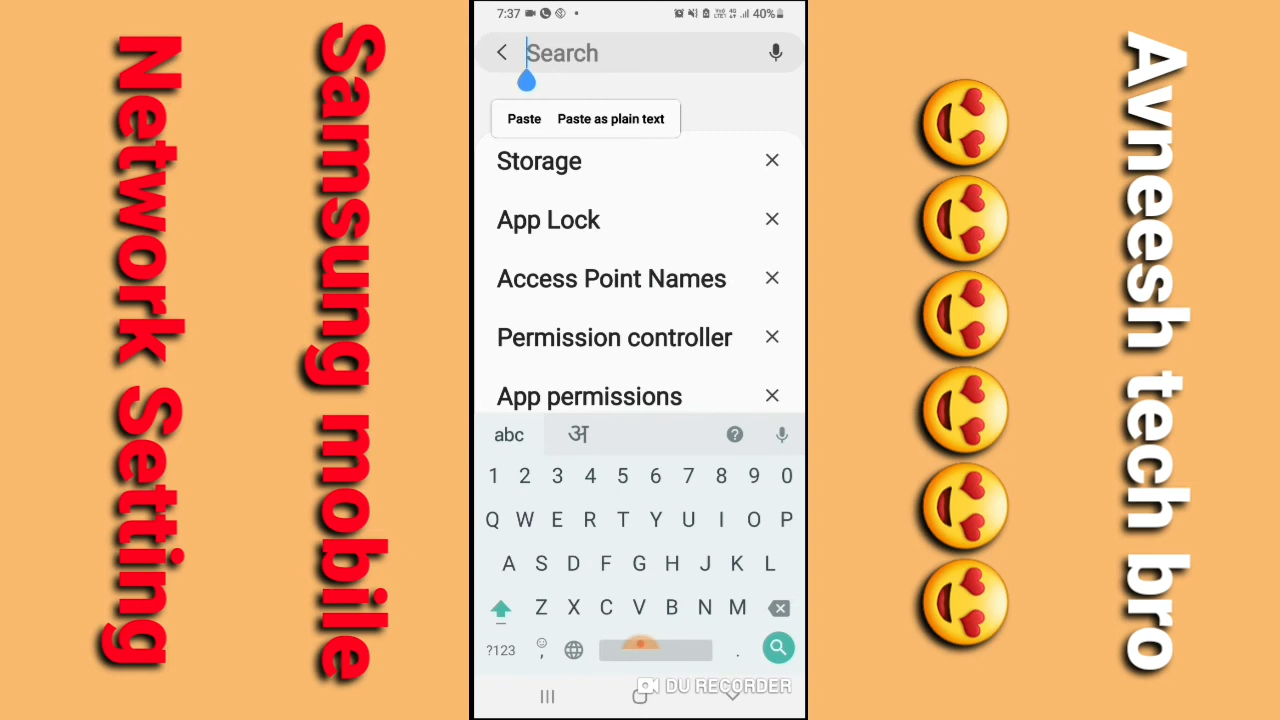 Network Setting
Samsung mobile
7:37
40%
Search
Paste Paste as plain text
Storage
App Lock
Access Point Names
Permission controller
App permissions
abc अ
1 2 3 4 5 6 7 8 9 0
Q W E R T Y U I O P
A S D F G H J K L
Z X C V B N M
?123 , .
DU RECORDER
Avneesh tech bro